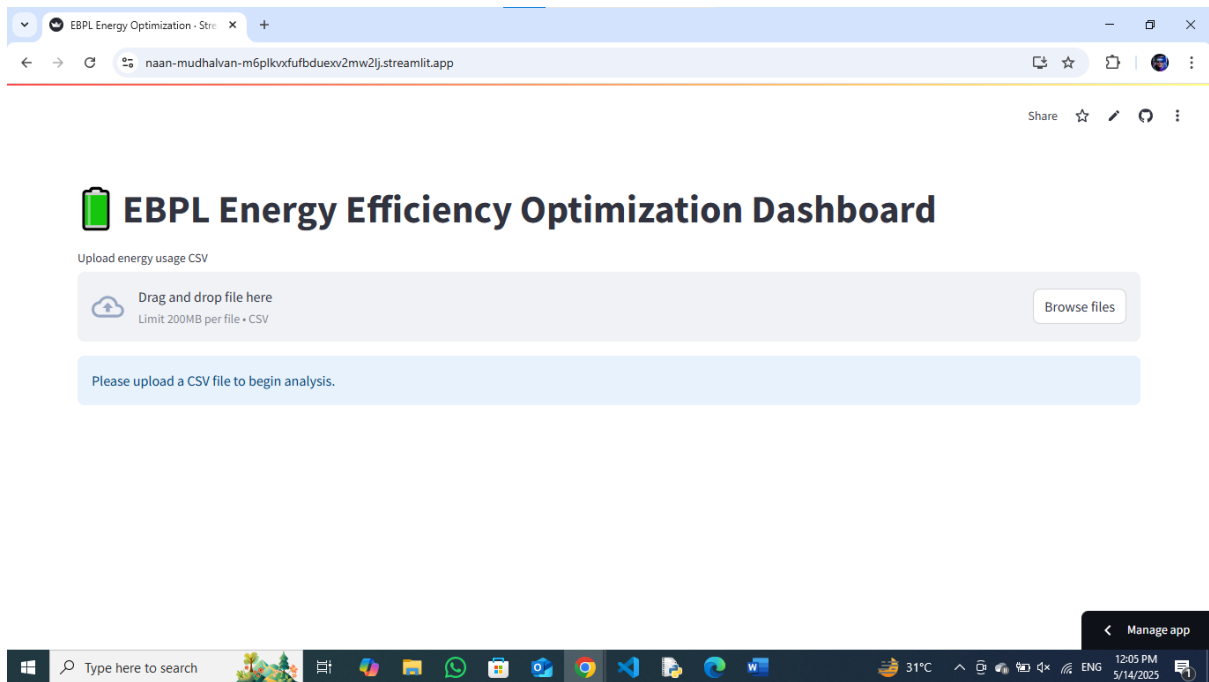 EBPL Energy Optimization · Stre
naan-mudhalvan-m6plkvxfufbduexv2mw2lj.streamlit.app
Share
EBPL Energy Efficiency Optimization Dashboard
Upload energy usage CSV
Drag and drop file here
Limit 200MB per file • CSV
Browse files
Please upload a CSV file to begin analysis.
Manage app
Type here to search
31°C
ENG
12:05 PM
5/14/2025
1